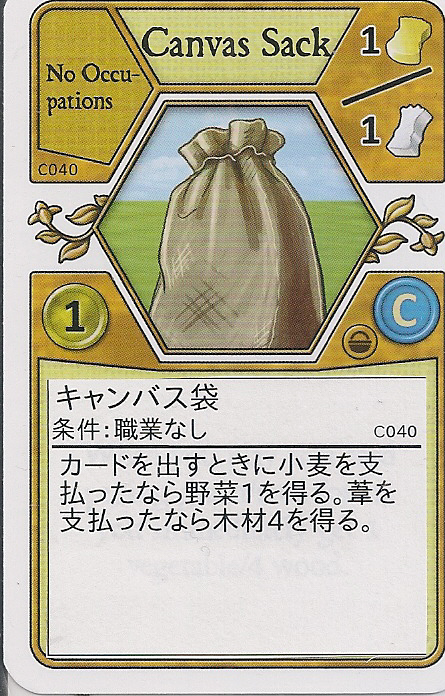 Canvas Sack
No Occu-
pations
C040
1
1
1
C
キャンバス袋
条件:職業なし
C040
カードを出すときに小麦を支
払ったなら野菜1を得る。葦を
支払ったなら木材4を得る。
vegetable/4 wood.